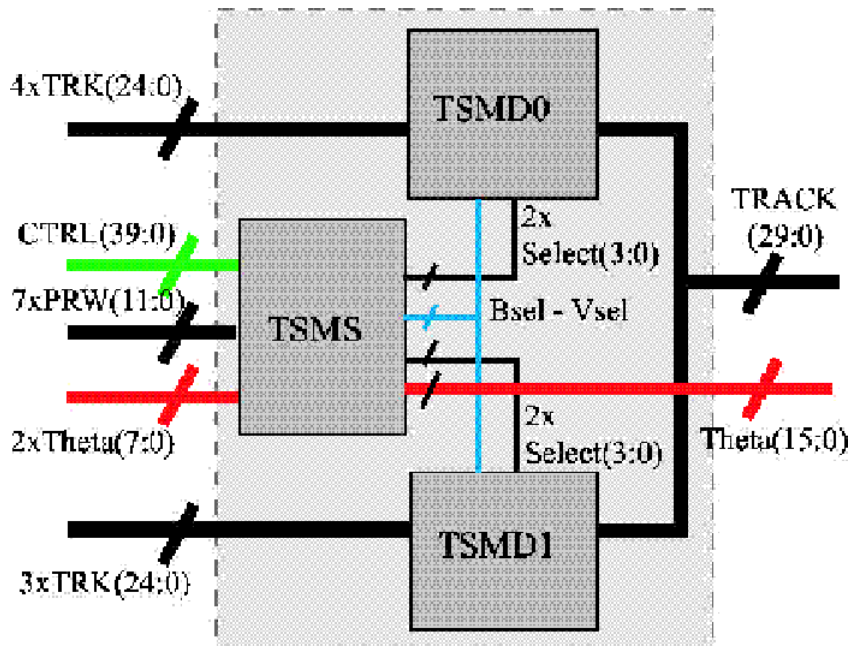 4xTRK(24:0)
TSMD0
CTRL(39:0)
2x
Select(3:0)
TRACK
(29:0)
7xPRW(11:0)
TSMS
Bsel - Vsel
2xTheta(7:0)
2x
Select(3:0)
Theta(15:0)
TSMD1
3xTRK(24:0)